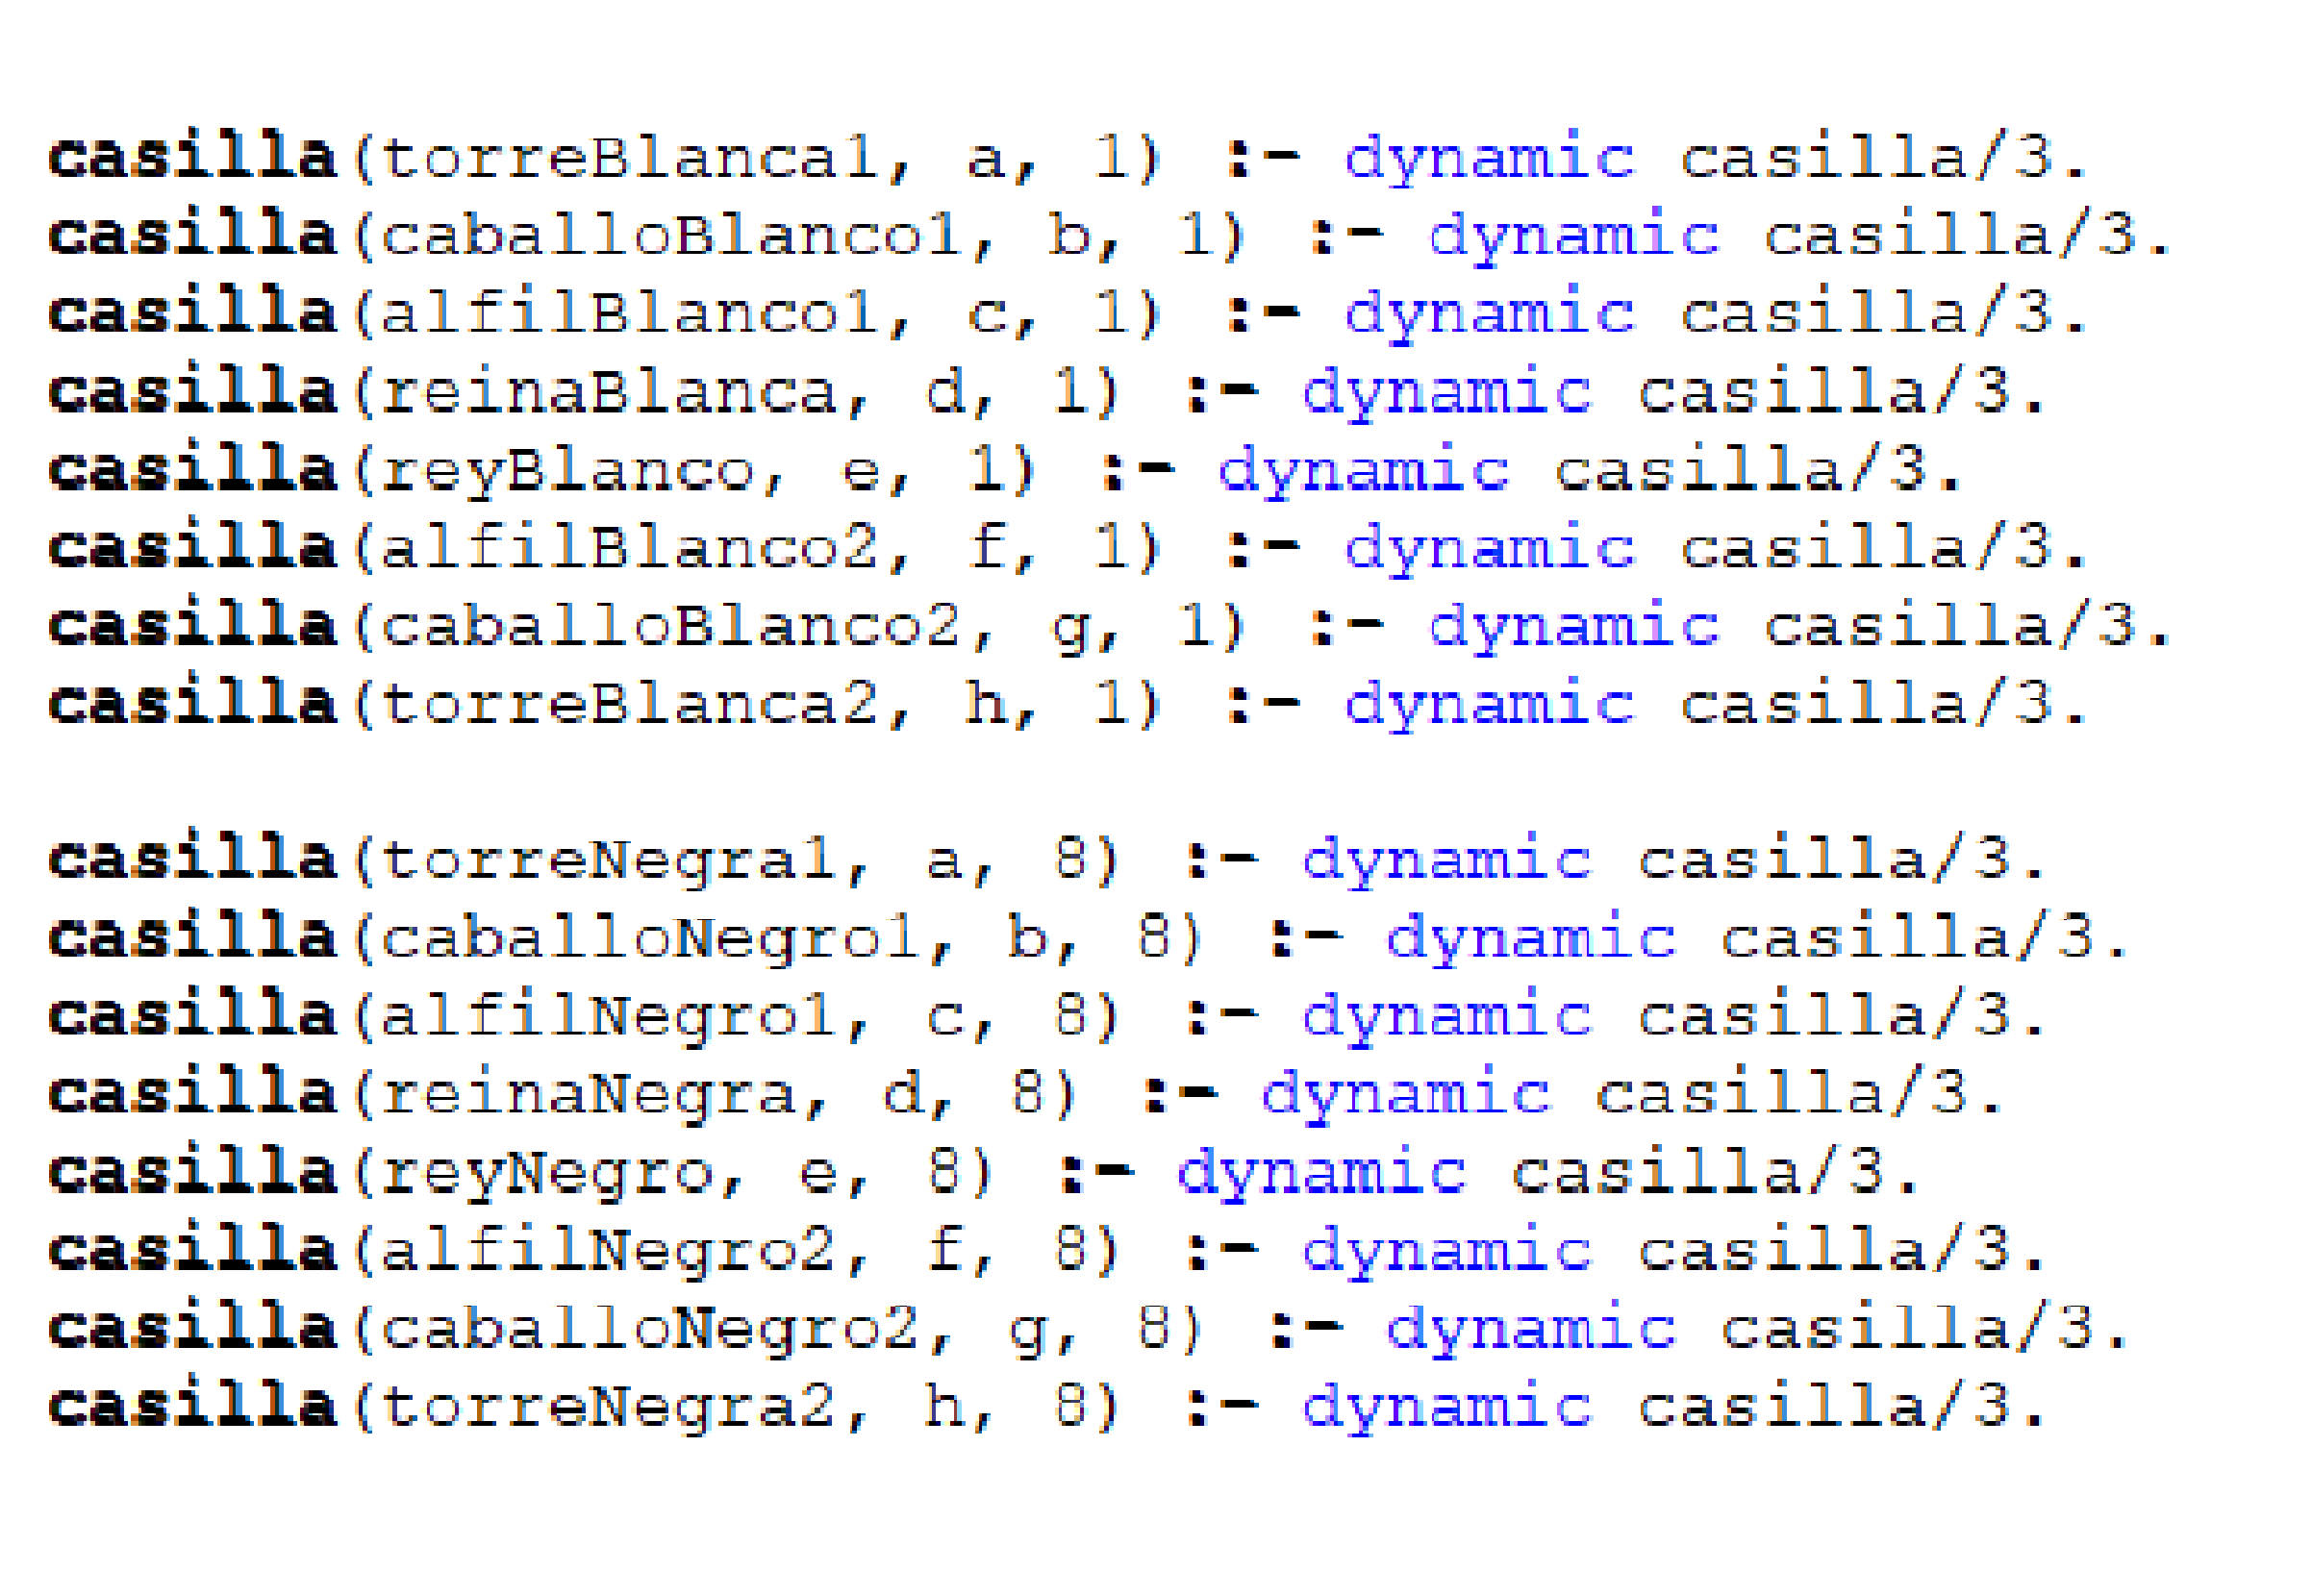 casilla(torreBlanca1, a, 1) :- dynamic casilla/3.
casilla(caballoBlanco1, b, 1) :- dynamic casilla/3.
casilla(alfilBlanco1, c, 1) :- dynamic casilla/3.
casilla(reinaBlanca, d, 1) :- dynamic casilla/3.
casilla(reyBlanco, e, 1) :- dynamic casilla/3.
casilla(alfilBlanco2, f, 1) :- dynamic casilla/3.
casilla(caballoBlanco2, g, 1) :- dynamic casilla/3.
casilla(torreBlanca2, h, 1) :- dynamic casilla/3.
casilla(torreNegra1, a, 8) :- dynamic casilla/3.
casilla(caballoNegro1, b, 8) :- dynamic casilla/3.
casilla(alfilNegro1, c, 8) :- dynamic casilla/3.
casilla(reinaNegra, d, 8) :- dynamic casilla/3.
casilla(reyNegro, e, 8) :- dynamic casilla/3.
casilla(alfilNegro2, f, 8) :- dynamic casilla/3.
casilla(caballoNegro2, g, 8) :- dynamic casilla/3.
casilla(torreNegra2, h, 8) :- dynamic casilla/3.